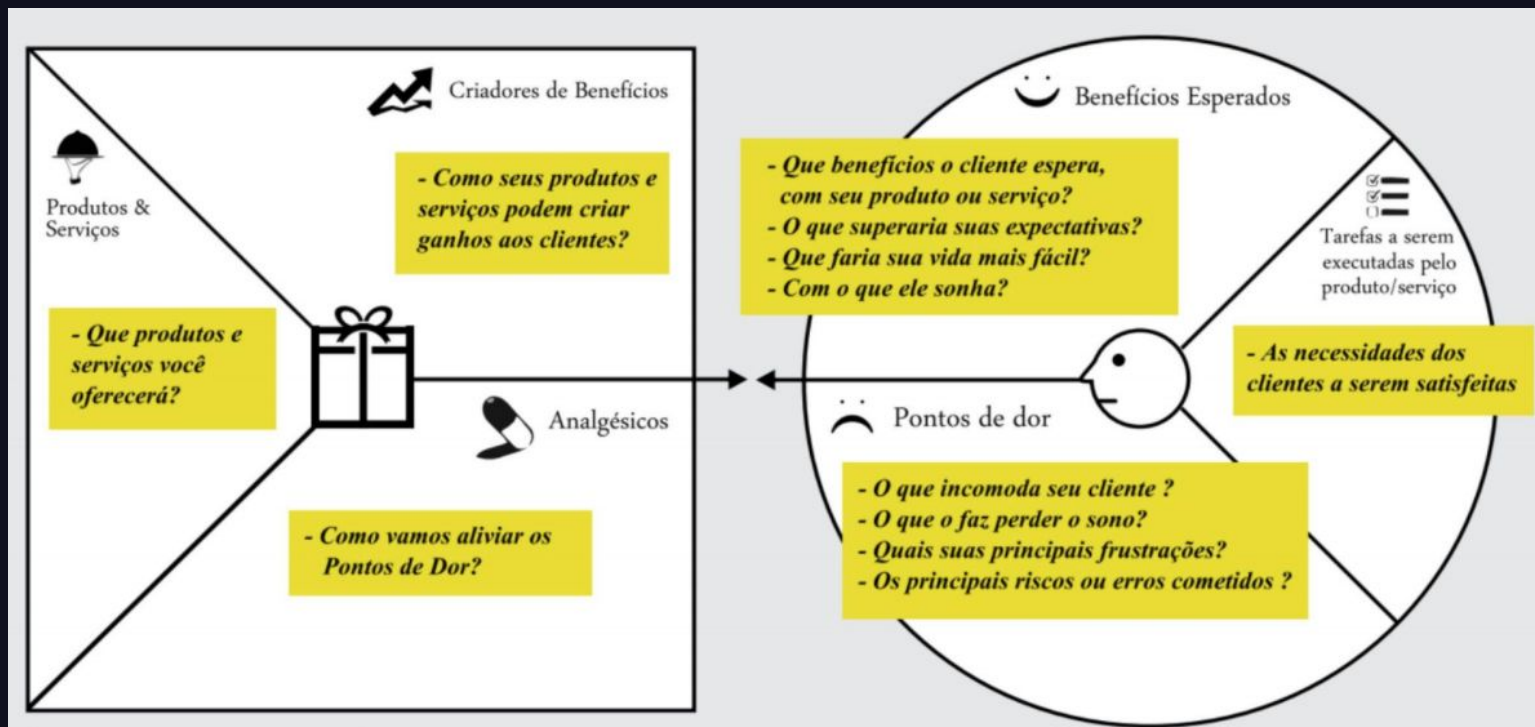 Criadores de Benefícios
- Como seus produtos e
serviços podem criar
ganhos aos clientes?
Produtos &
Serviços
- Que produtos e
serviços você
oferecerá?
Analgésicos
- Como vamos aliviar os
Pontos de Dor?
Benefícios Esperados
- Que benefícios o cliente espera,
com seu produto ou serviço?
- O que superaria suas expectativas?
- Que faria sua vida mais fácil?
- Com o que ele sonha?
Tarefas a serem
executadas pelo
produto/serviço
- As necessidades dos
clientes a serem satisfeitas
Pontos de dor
- O que incomoda seu cliente ?
- O que o faz perder o sono?
- Quais suas principais frustrações?
- Os principais riscos ou erros cometidos ?